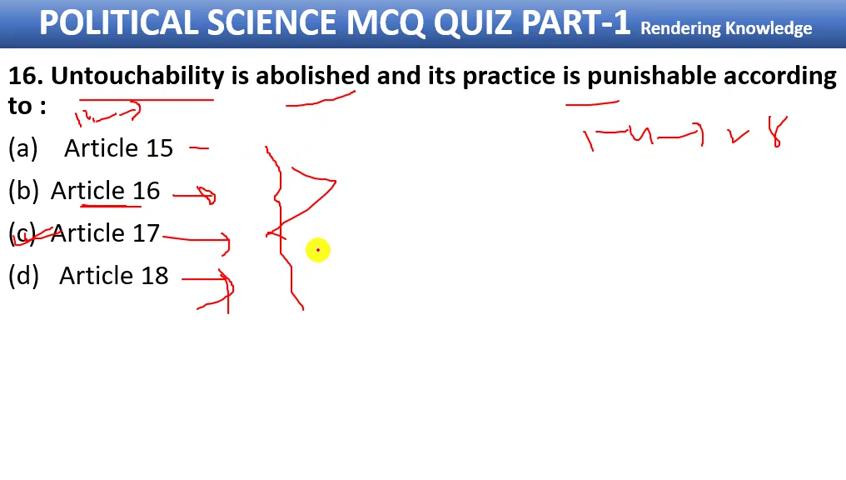 POLITICAL SCIENCE MCQ QUIZ PART-1 Rendering Knowledge
16. Untouchability is abolished and its practice is punishable according
to :
(a) Article 15
(b) Article 16
(c) Article 17
(d) Article 18